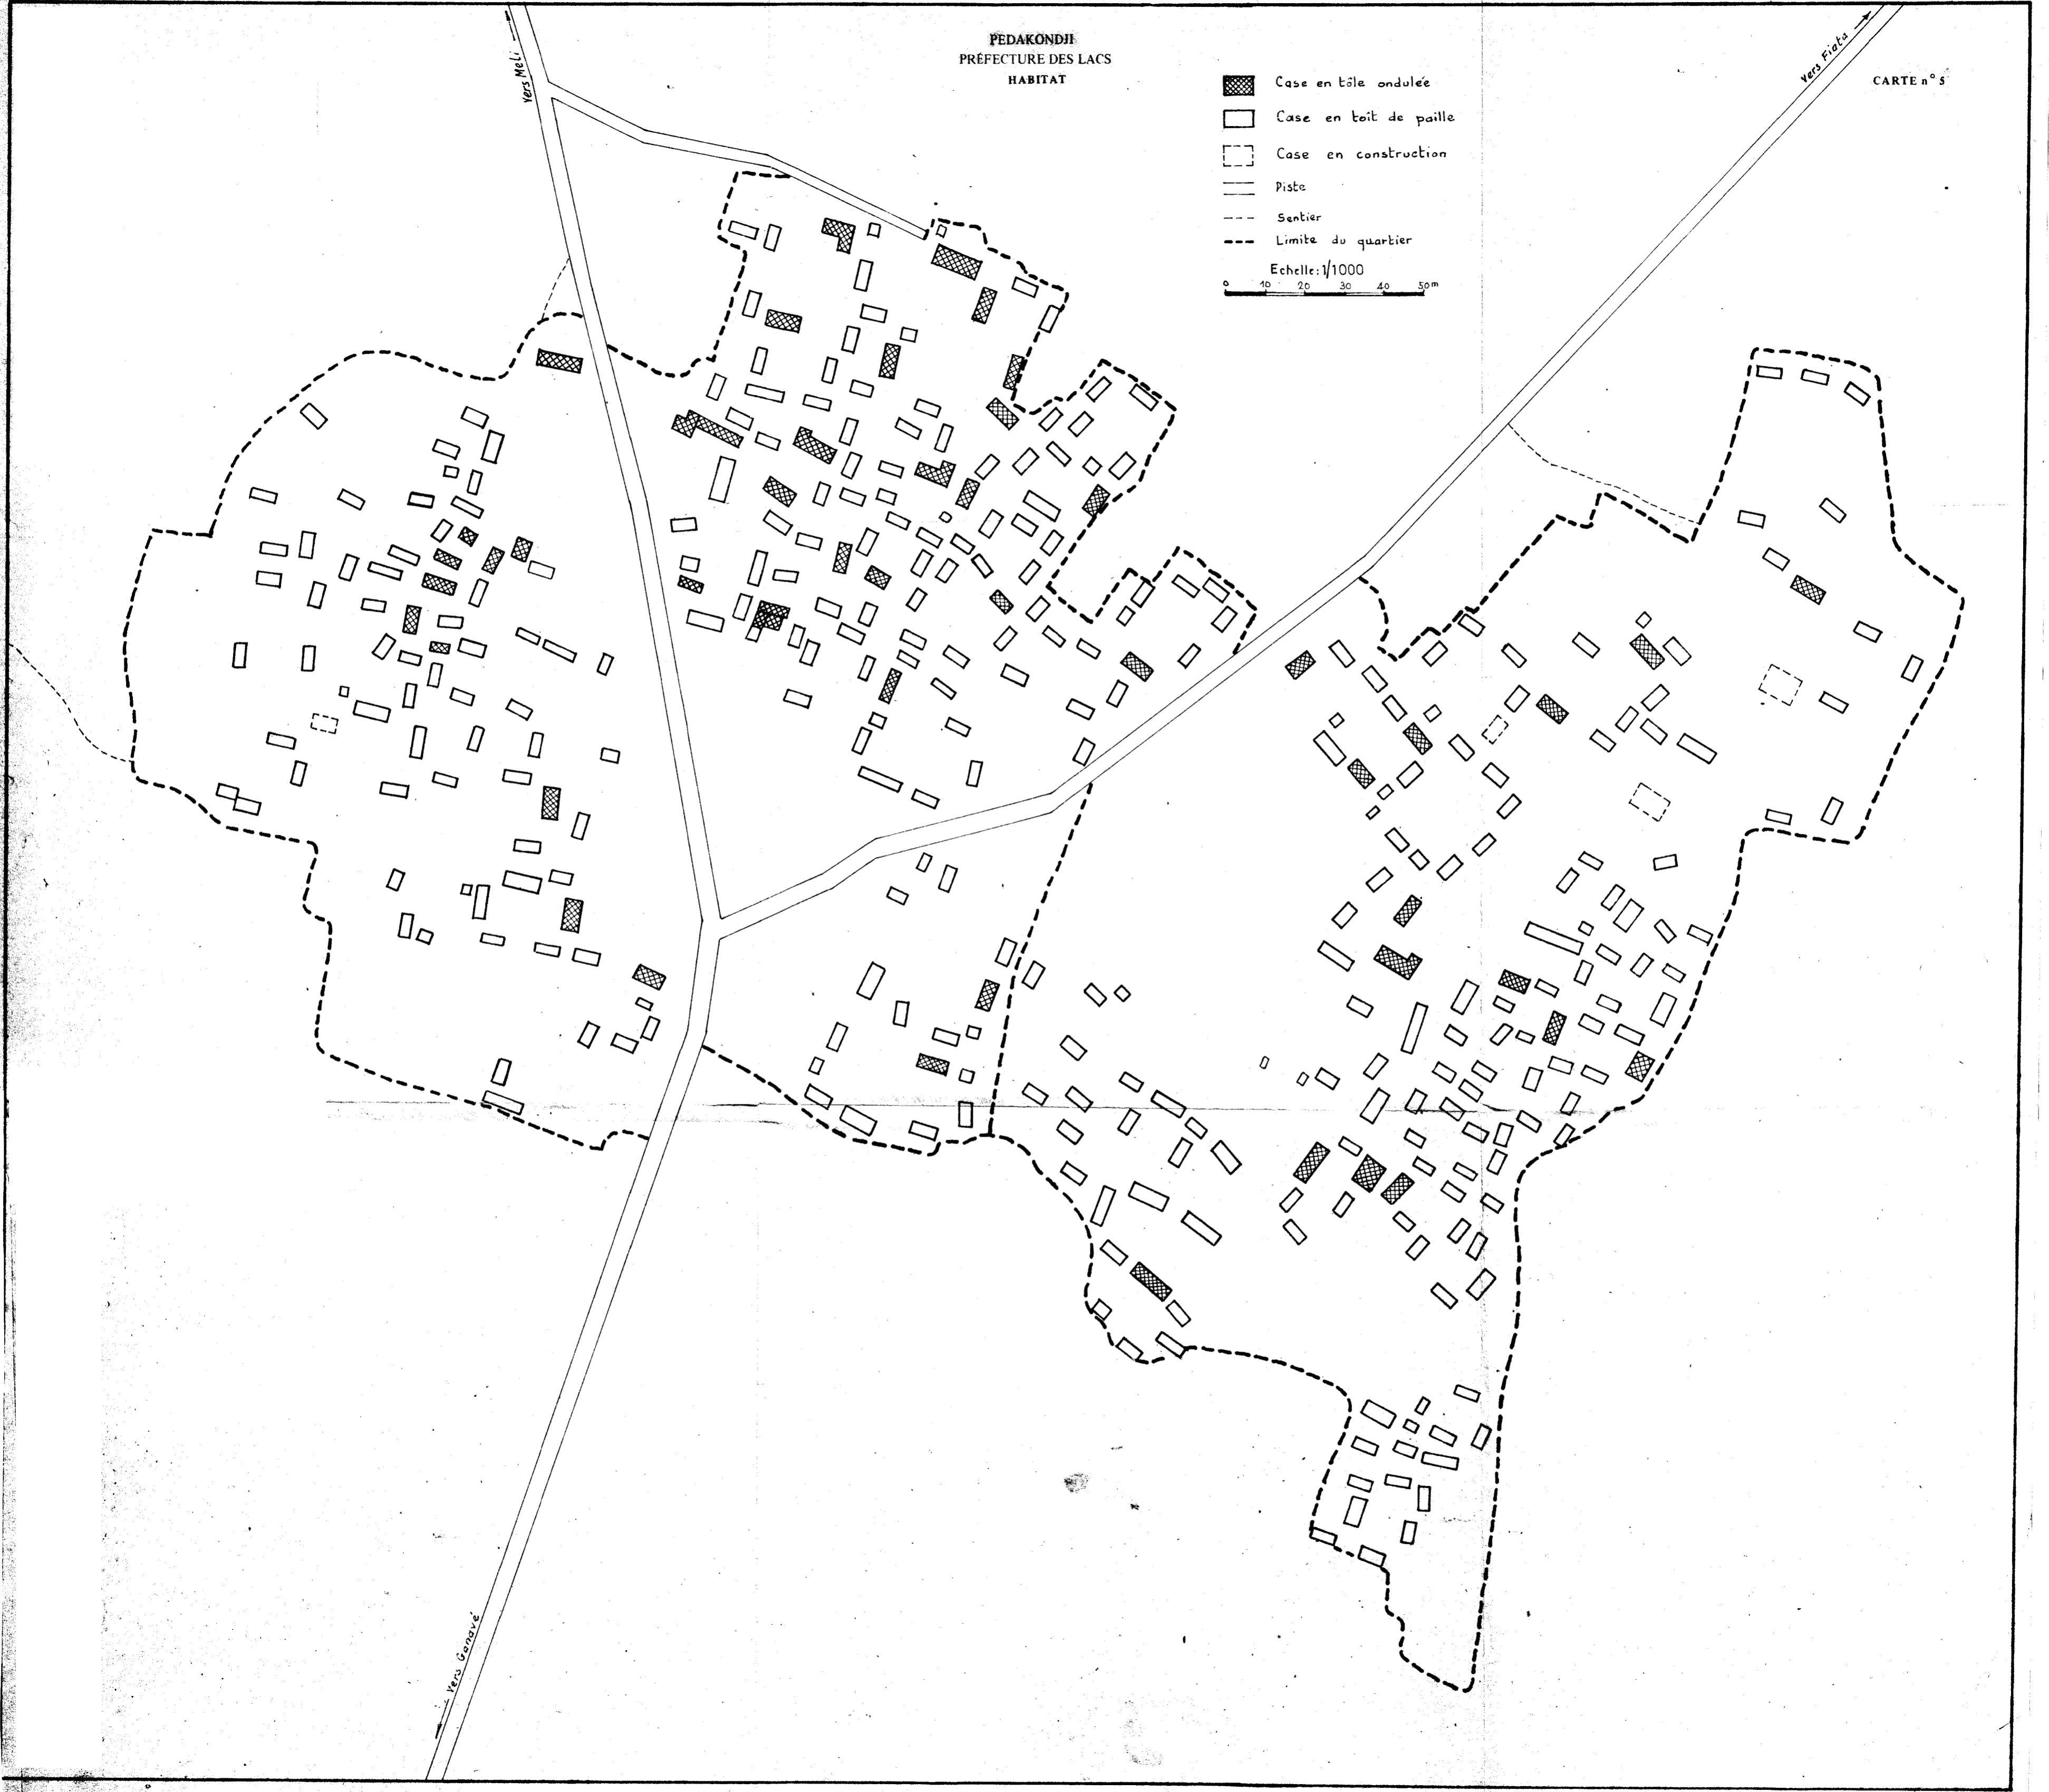 PEDAKONDJI
PRÉFECTURE DES LACS
HABITAT
CARTE n° 5
Vers Meli
Vers Fiata
Case en tôle ondulée
Case en toit de paille
Case en construction
Piste
Sentier
Limite du quartier
Echelle: 1/1000
0 10 20 30 40 50m
Vers Ganavé